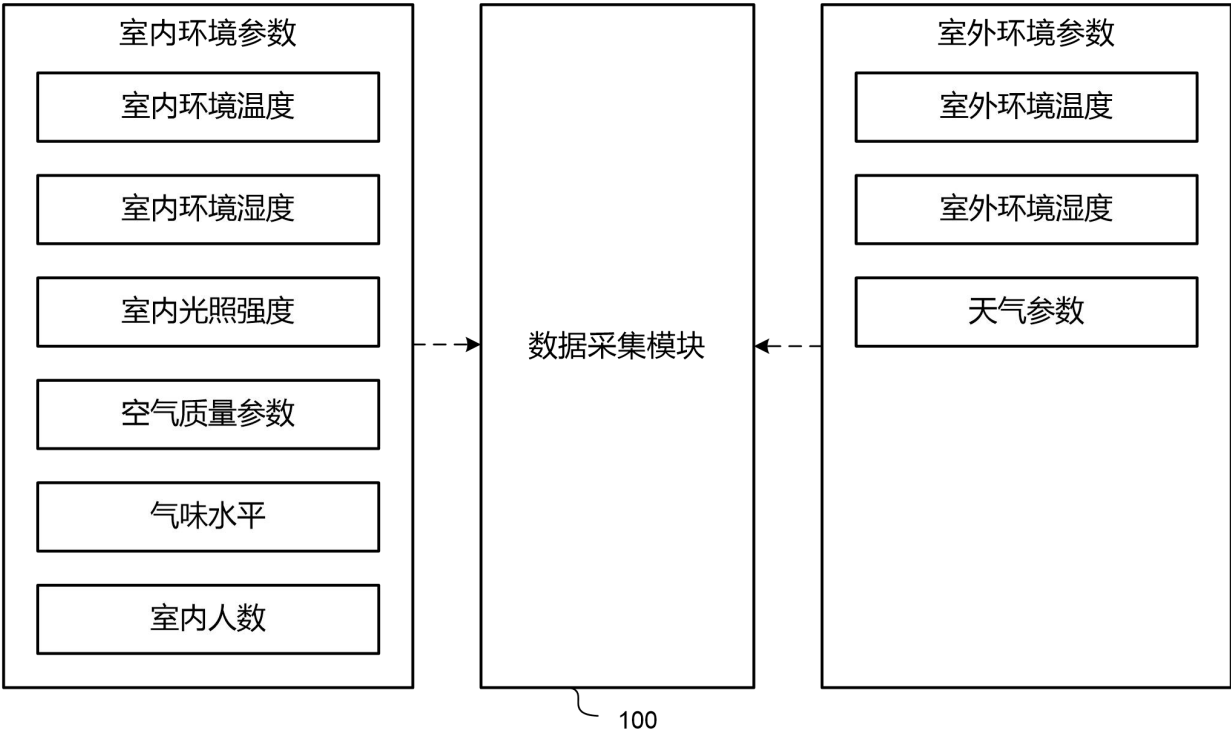 室内环境参数
室内环境温度
室内环境湿度
室内光照强度
空气质量参数
气味水平
室内人数
数据采集模块
100
室外环境参数
室外环境温度
室外环境湿度
天气参数